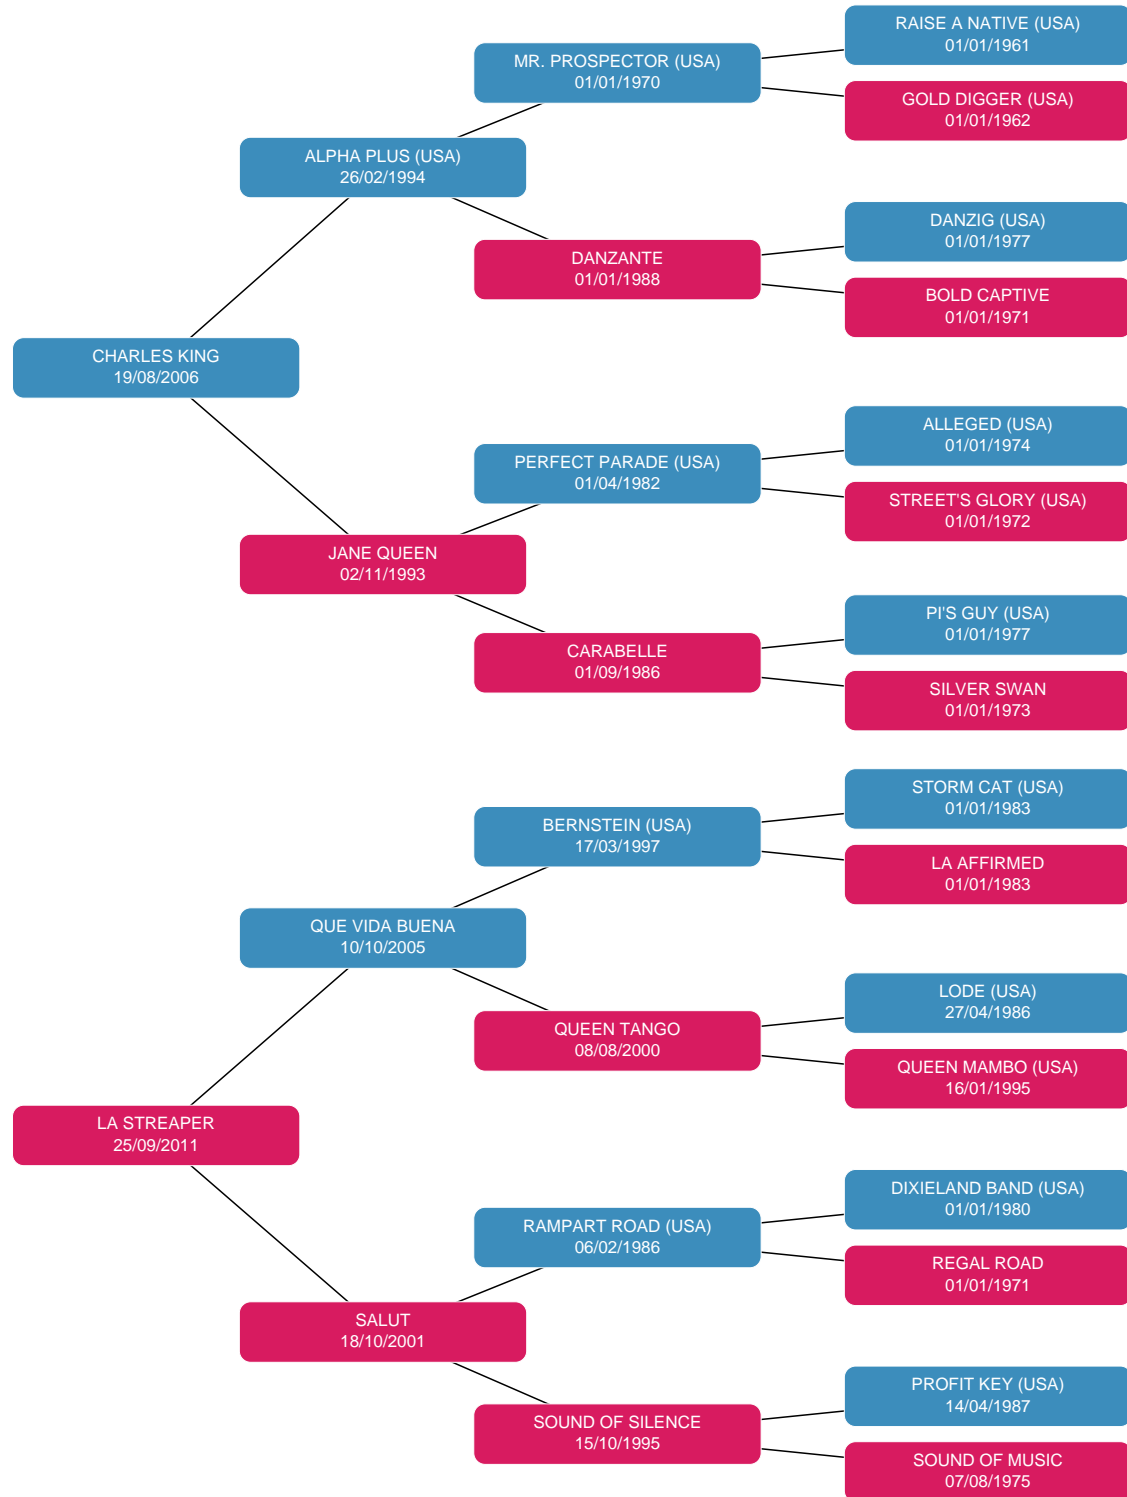 RAISE A NATIVE (USA)
01/01/1961
MR. PROSPECTOR (USA)
01/01/1970
GOLD DIGGER (USA)
01/01/1962
ALPHA PLUS (USA)
26/02/1994
DANZIG (USA)
01/01/1977
DANZANTE
01/01/1988
BOLD CAPTIVE
01/01/1971
CHARLES KING
19/08/2006
ALLEGED (USA)
01/01/1974
PERFECT PARADE (USA)
01/04/1982
STREET'S GLORY (USA)
01/01/1972
JANE QUEEN
02/11/1993
PI'S GUY (USA)
01/01/1977
CARABELLE
01/09/1986
SILVER SWAN
01/01/1973
STORM CAT (USA)
01/01/1983
BERNSTEIN (USA)
17/03/1997
LA AFFIRMED
01/01/1983
QUE VIDA BUENA
10/10/2005
LODE (USA)
27/04/1986
QUEEN TANGO
08/08/2000
QUEEN MAMBO (USA)
16/01/1995
LA STREAPER
25/09/2011
DIXIELAND BAND (USA)
01/01/1980
RAMPART ROAD (USA)
06/02/1986
REGAL ROAD
01/01/1971
SALUT
18/10/2001
PROFIT KEY (USA)
14/04/1987
SOUND OF SILENCE
15/10/1995
SOUND OF MUSIC
07/08/1975